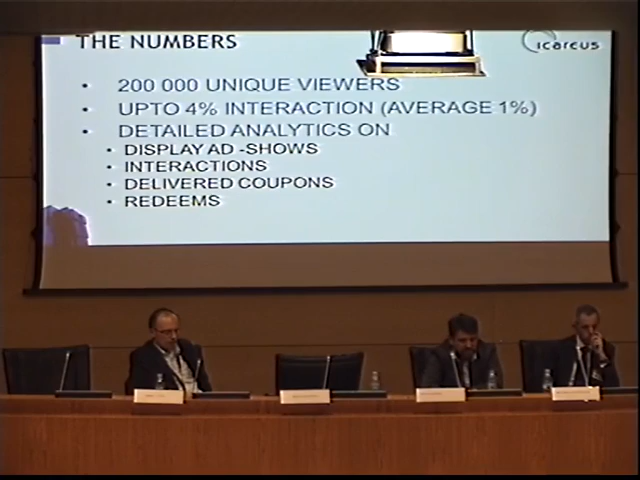 THE NUMBERS
icareus
• 200 000 UNIQUE VIEWERS
• UPTO 4% INTERACTION (AVERAGE 1%)
• DETAILED ANALYTICS ON
• DISPLAY AD -SHOWS
• INTERACTIONS
• DELIVERED COUPONS
• REDEEMS